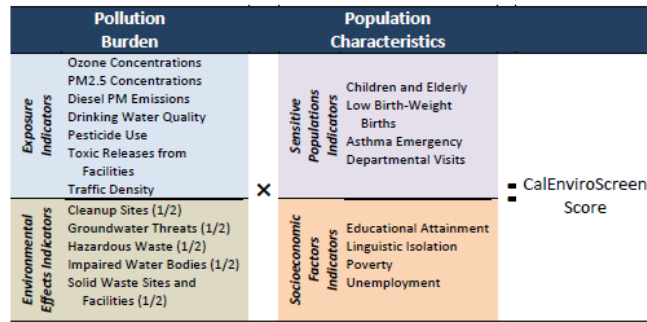 Pollution
Burden
Population
Characteristics
Exposure
Indicators
Ozone Concentrations
PM2.5 Concentrations
Diesel PM Emissions
Drinking Water Quality
Pesticide Use
Toxic Releases from
Facilities
Traffic Density
Environmental
Effects Indicators
Cleanup Sites (1/2)
Groundwater Threats (1/2)
Hazardous Waste (1/2)
Impaired Water Bodies (1/2)
Solid Waste Sites and
Facilities (1/2)
×
Sensitive
Populations
Indicators
Children and Elderly
Low Birth-Weight
Births
Asthma Emergency
Departmental Visits
Socioeconomic
Factors
Indicators
Educational Attainment
Linguistic Isolation
Poverty
Unemployment
= CalEnviroScreen
Score